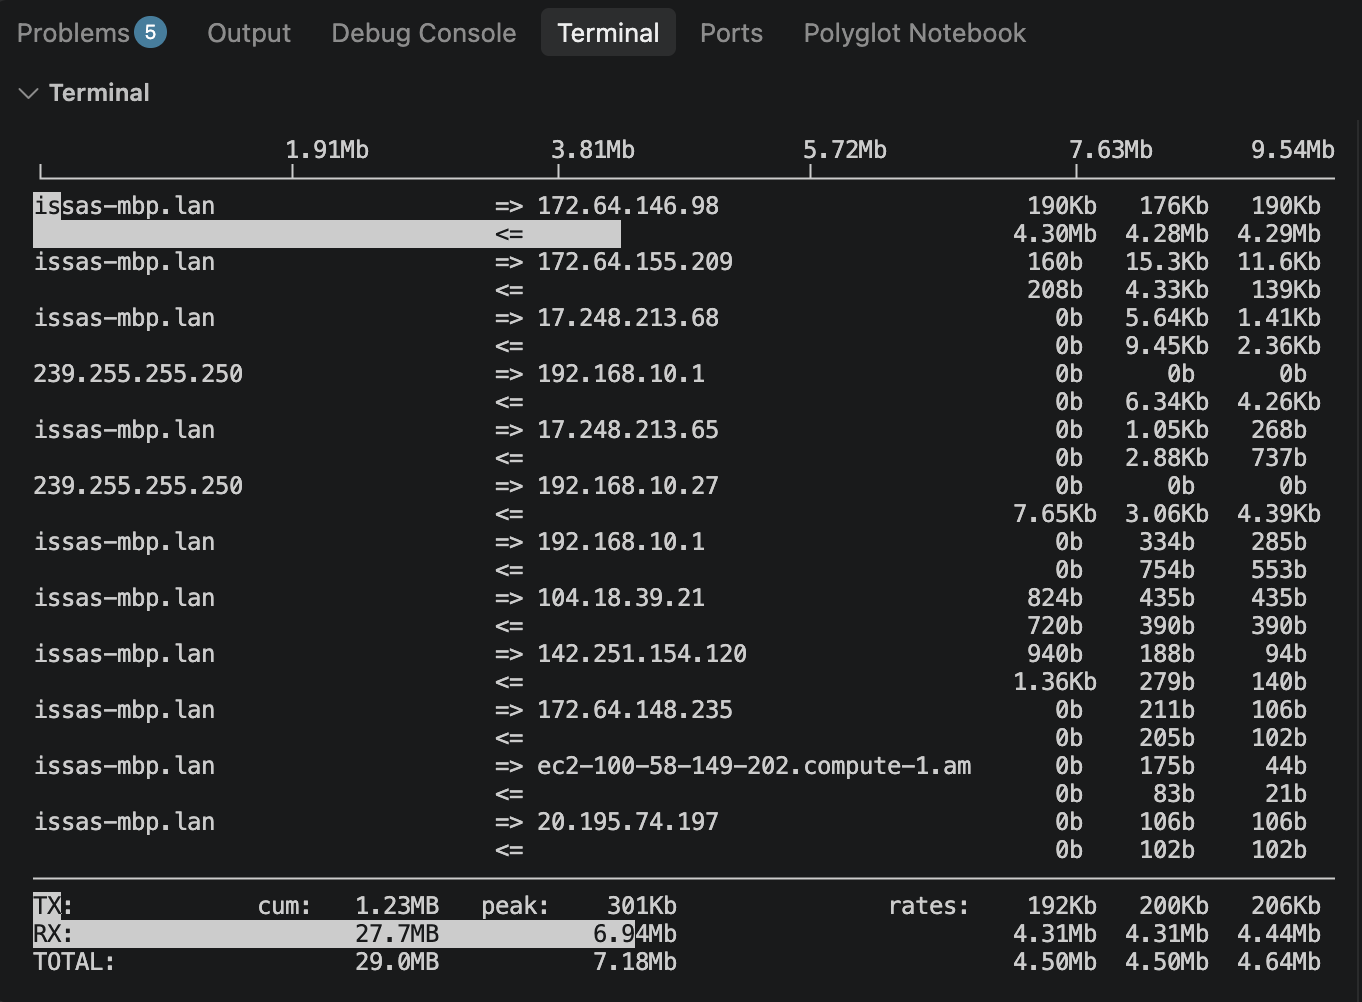 Problems 5 Output Debug Console Terminal Ports Polyglot Notebook
Terminal
1.91Mb 3.81Mb 5.72Mb 7.63Mb 9.54Mb
issas-mbp.lan => 172.64.146.98 190Kb 176Kb 190Kb
<= 4.30Mb 4.28Mb 4.29Mb
issas-mbp.lan => 172.64.155.209 160b 15.3Kb 11.6Kb
<= 208b 4.33Kb 139Kb
issas-mbp.lan => 17.248.213.68 0b 5.64Kb 1.41Kb
<= 0b 9.45Kb 2.36Kb
239.255.255.250 => 192.168.10.1 0b 0b 0b
<= 0b 6.34Kb 4.26Kb
issas-mbp.lan => 17.248.213.65 0b 1.05Kb 268b
<= 0b 2.88Kb 737b
239.255.255.250 => 192.168.10.27 0b 0b 0b
<= 7.65Kb 3.06Kb 4.39Kb
issas-mbp.lan => 192.168.10.1 0b 334b 285b
<= 0b 754b 553b
issas-mbp.lan => 104.18.39.21 824b 435b 435b
<= 720b 390b 390b
issas-mbp.lan => 142.251.154.120 940b 188b 94b
<= 1.36Kb 279b 140b
issas-mbp.lan => 172.64.148.235 0b 211b 106b
<= 0b 205b 102b
issas-mbp.lan => ec2-100-58-149-202.compute-1.am 0b 175b 44b
<= 0b 83b 21b
issas-mbp.lan => 20.195.74.197 0b 106b 106b
<= 0b 102b 102b
TX: cum: 1.23MB peak: 301Kb rates: 192Kb 200Kb 206Kb
RX: 27.7MB 6.94Mb 4.31Mb 4.31Mb 4.44Mb
TOTAL: 29.0MB 7.18Mb 4.50Mb 4.50Mb 4.64Mb